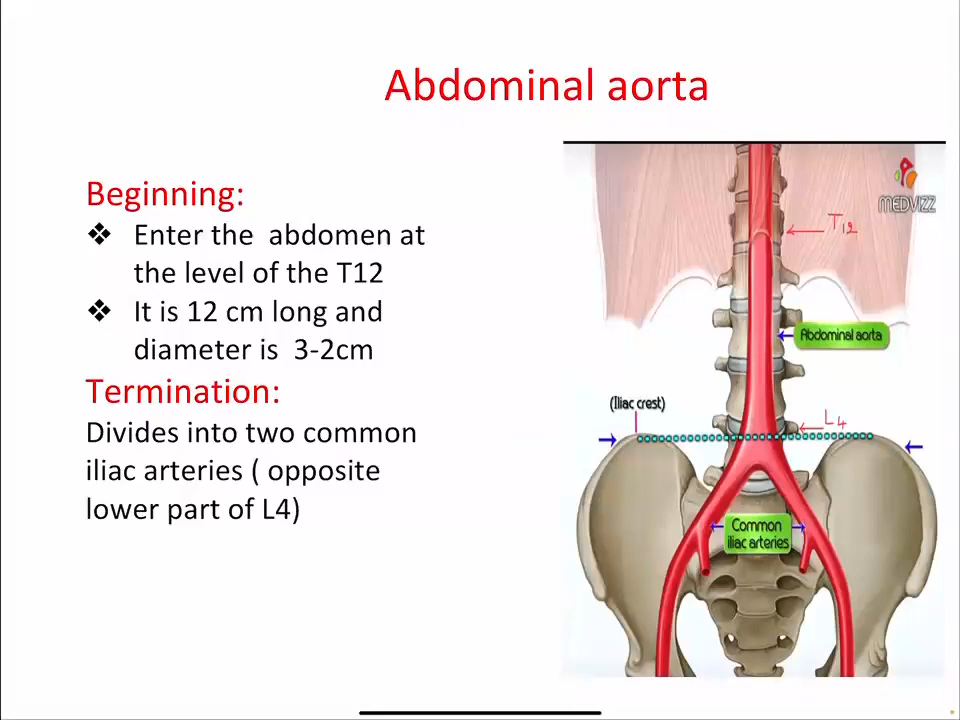 Abdominal aorta
Beginning:
❖ Enter the abdomen at
the level of the T12
❖ It is 12 cm long and
diameter is 3-2cm
Termination:
Divides into two common
iliac arteries ( opposite
lower part of L4)
MEDVIZZ
T12
Abdominal aorta
(Iliac crest)
L4
Common
iliac arteries